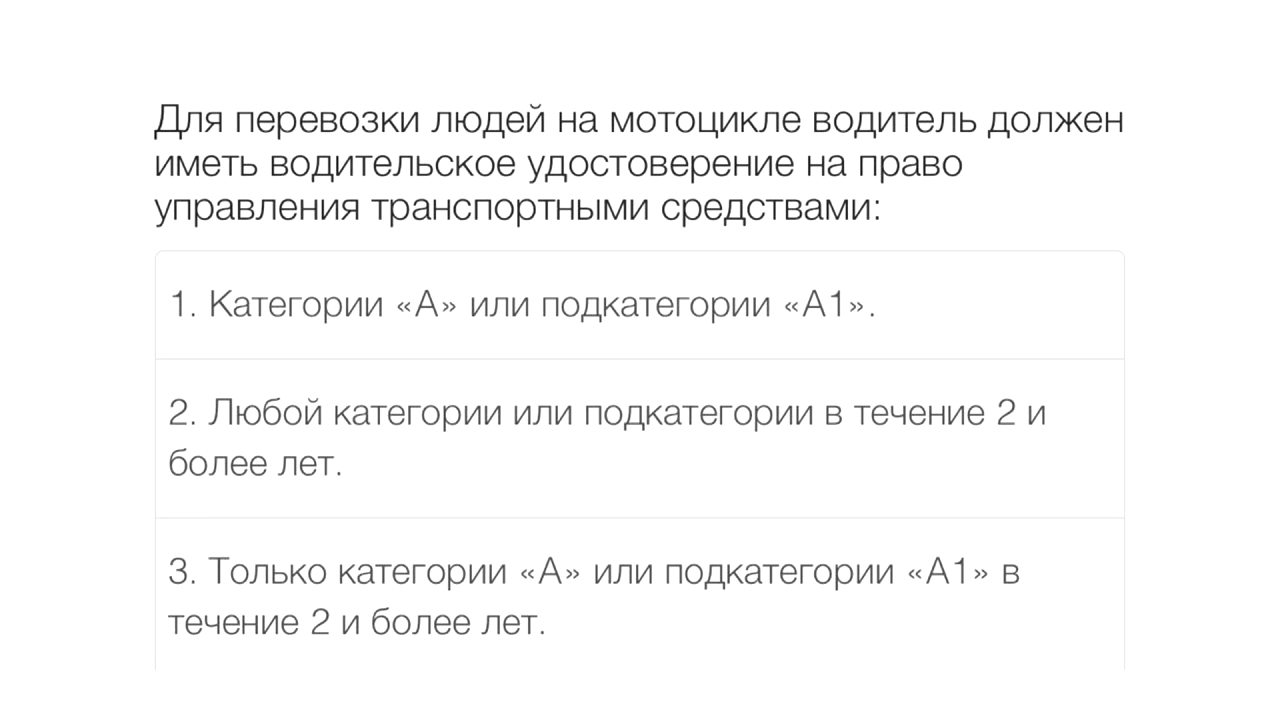 Для перевозки людей на мотоцикле водитель должен
иметь водительское удостоверение на право
управления транспортными средствами:
1. Категории «А» или подкатегории «А1».
2. Любой категории или подкатегории в течение 2 и
более лет.
3. Только категории «А» или подкатегории «А1» в
течение 2 и более лет.